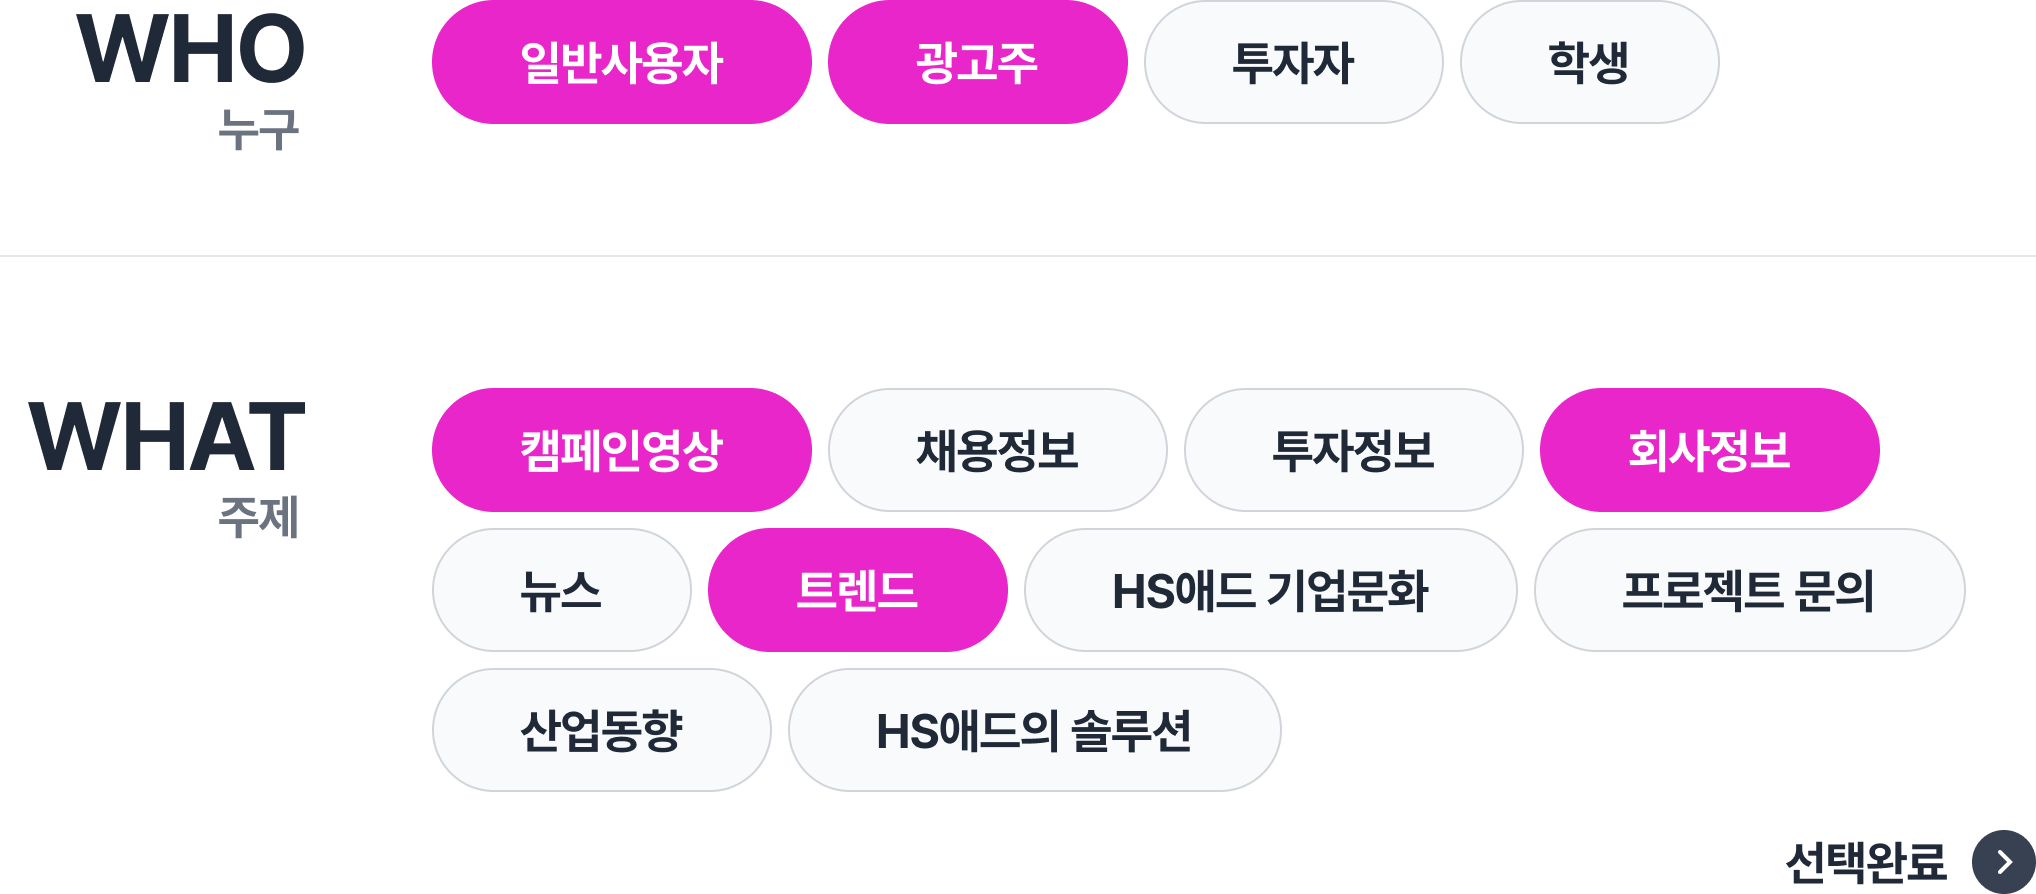 WHO
누구
일반사용자 광고주 투자자 학생
WHAT
주제
캠페인영상 채용정보 투자정보 회사정보
뉴스 트렌드 HS애드 기업문화 프로젝트 문의
산업동향 HS애드의 솔루션
선택완료